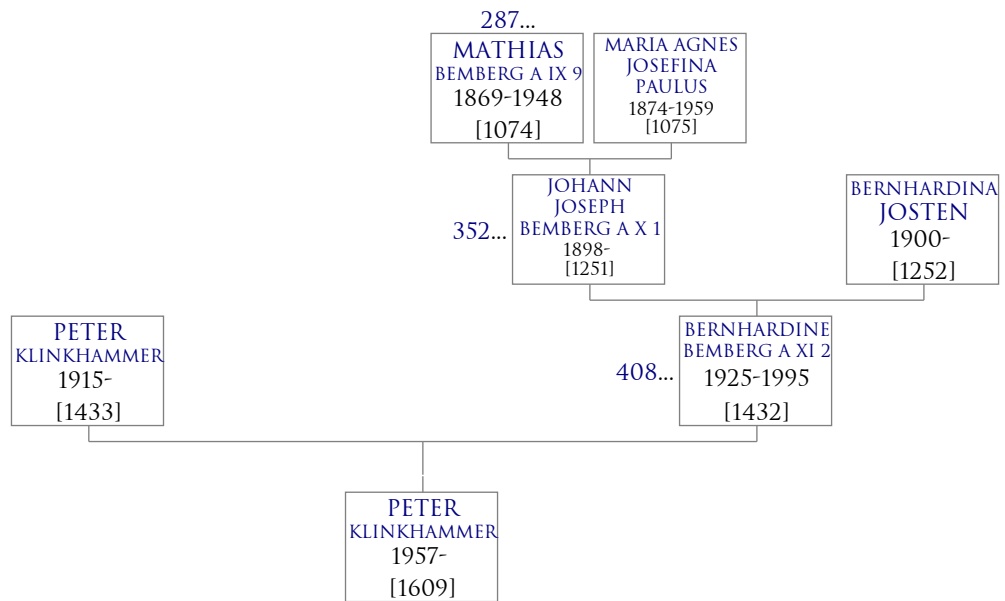 287...
MATHIAS
BEMBERG A IX 9
1869-1948
[1074]
MARIA AGNES
JOSEFINA
PAULUS
1874-1959
[1075]
352...
JOHANN
JOSEPH
BEMBERG A X 1
1898-
[1251]
BERNHARDINA
JOSTEN
1900-
[1252]
PETER
KLINKHAMMER
1915-
[1433]
408...
BERNHARDINE
BEMBERG A XI 2
1925-1995
[1432]
PETER
KLINKHAMMER
1957-
[1609]